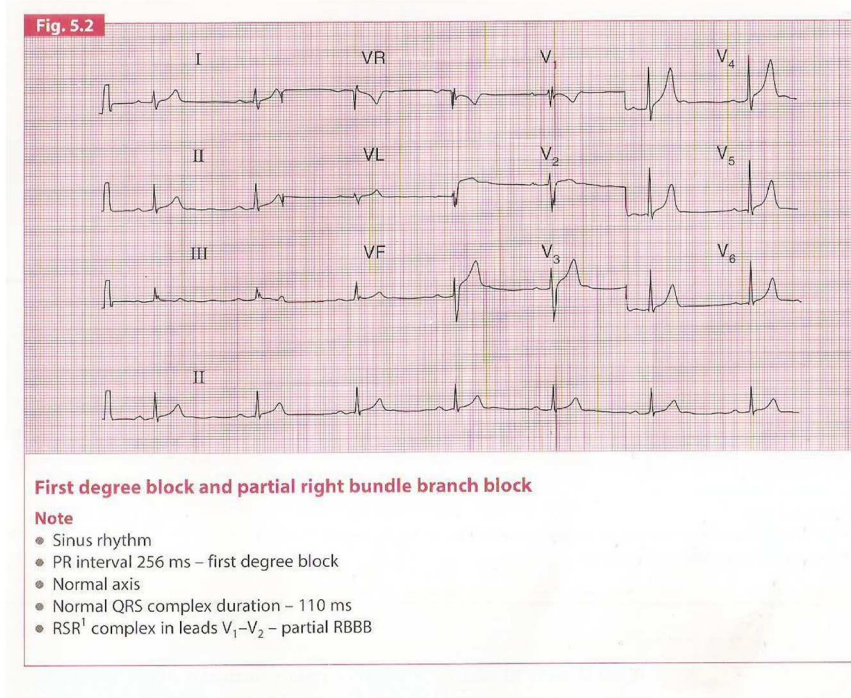 Fig. 5.2
I VR V₁ V₄
II VL V₂ V₅
III VF V₃ V₆
II
First degree block and partial right bundle branch block
Note
• Sinus rhythm
• PR interval 256 ms – first degree block
• Normal axis
• Normal QRS complex duration – 110 ms
• RSR¹ complex in leads V₁–V₂ – partial RBBB